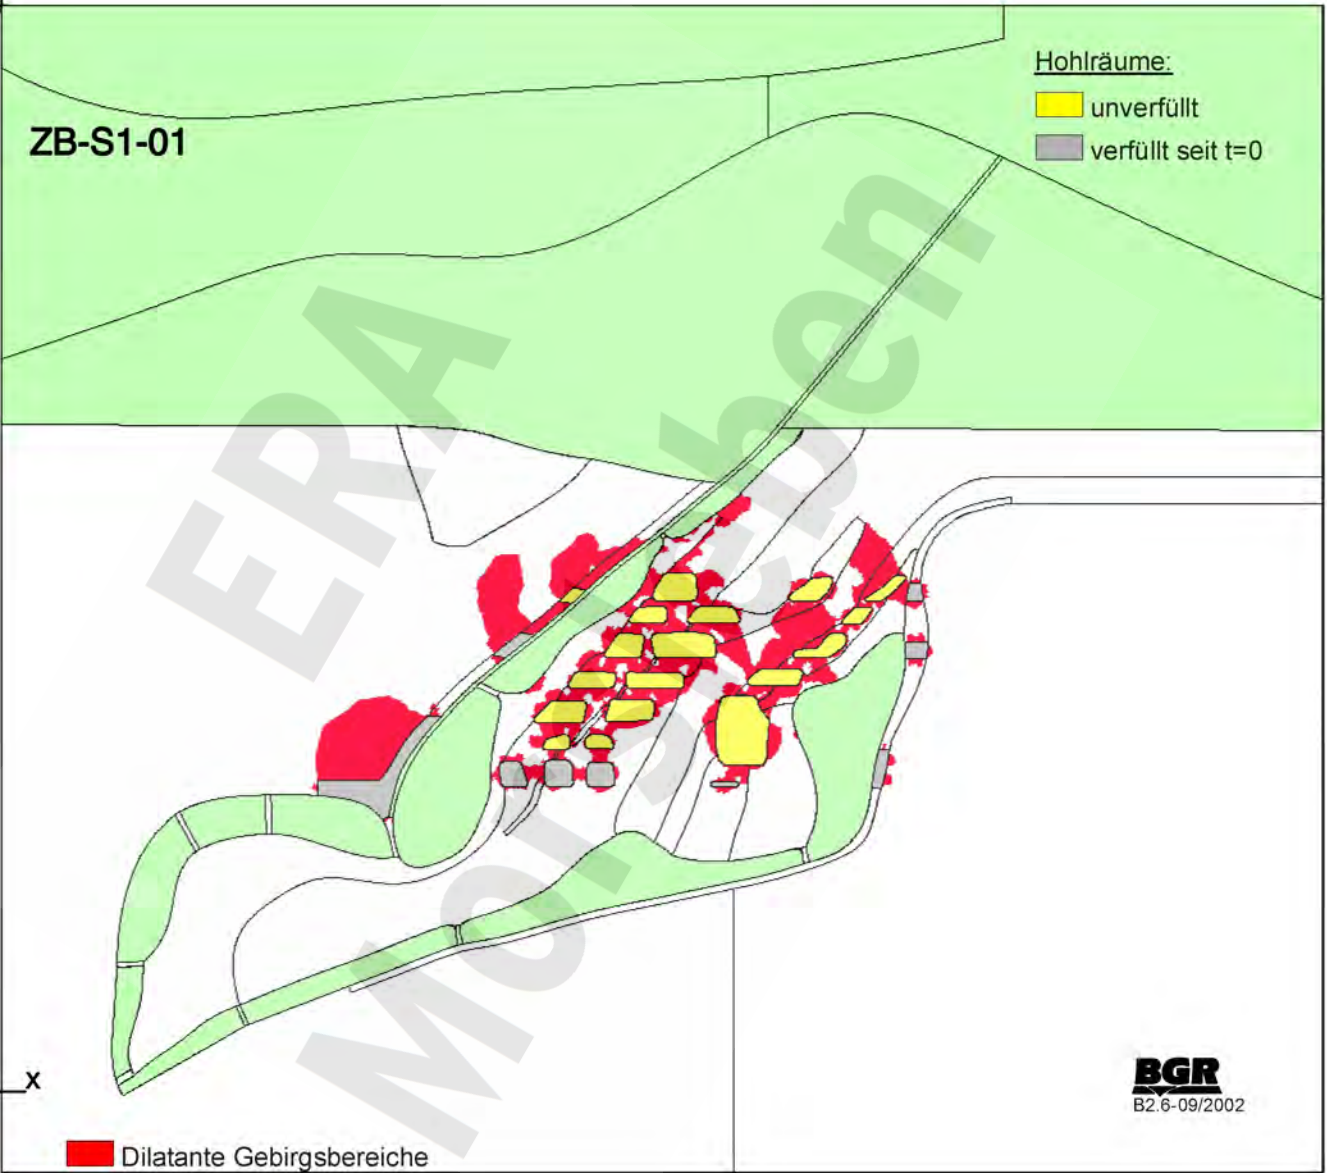 Hohlräume:
unverfüllt
verfüllt seit t=0
ZB-S1-01
ERA
Morsleben
x
BGR
B2.6-09/2002
Dilatante Gebirgsbereiche